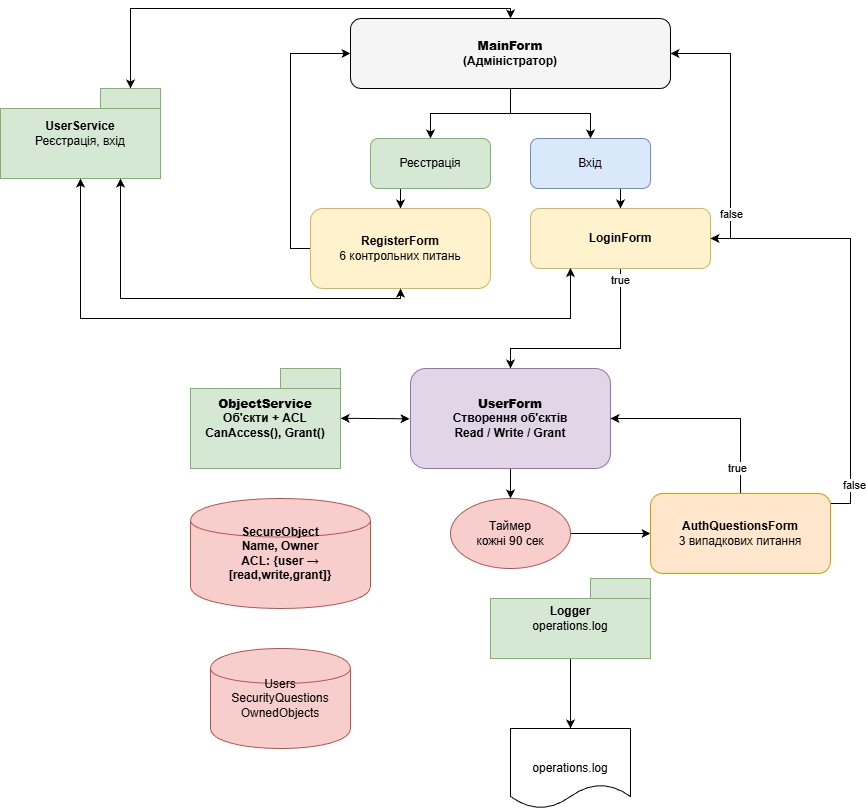 MainForm
(Адміністратор)
UserService
Реєстрація, вхід
Реєстрація
Вхід
false
RegisterForm
6 контрольних питань
LoginForm
true
ObjectService
Об'єкти + ACL
CanAccess(), Grant()
UserForm
Створення об'єктів
Read / Write / Grant
true
false
Таймер
кожні 90 сек
AuthQuestionsForm
3 випадкових питання
SecureObject
Name, Owner
ACL: {user →
[read,write,grant]}
Logger
operations.log
Users
SecurityQuestions
OwnedObjects
operations.log